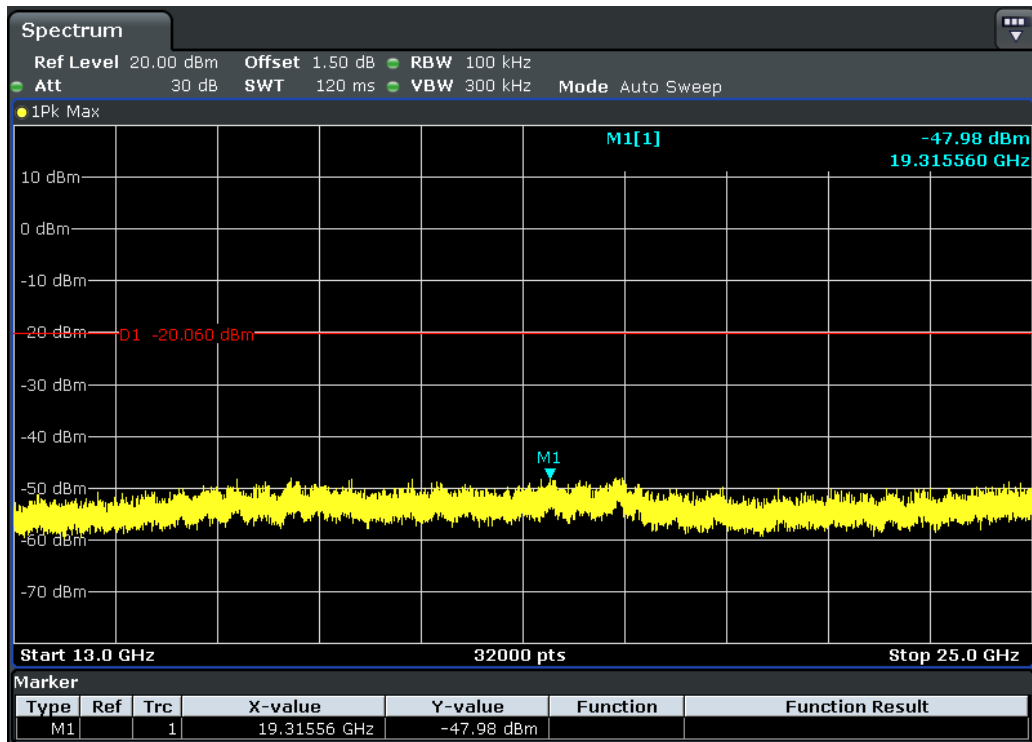 Spectrum
Ref Level 20.00 dBm Offset 1.50 dB RBW 100 kHz
Att 30 dB SWT 120 ms VBW 300 kHz Mode Auto Sweep
1Pk Max
M1[1] -47.98 dBm
19.315560 GHz
10 dBm
0 dBm
-10 dBm
-20 dBm
D1 -20.060 dBm
-30 dBm
-40 dBm
M1
-50 dBm
-60 dBm
-70 dBm
Start 13.0 GHz 32000 pts Stop 25.0 GHz
Marker
Type Ref Trc X-value Y-value Function Function Result
M1 1 19.31556 GHz -47.98 dBm